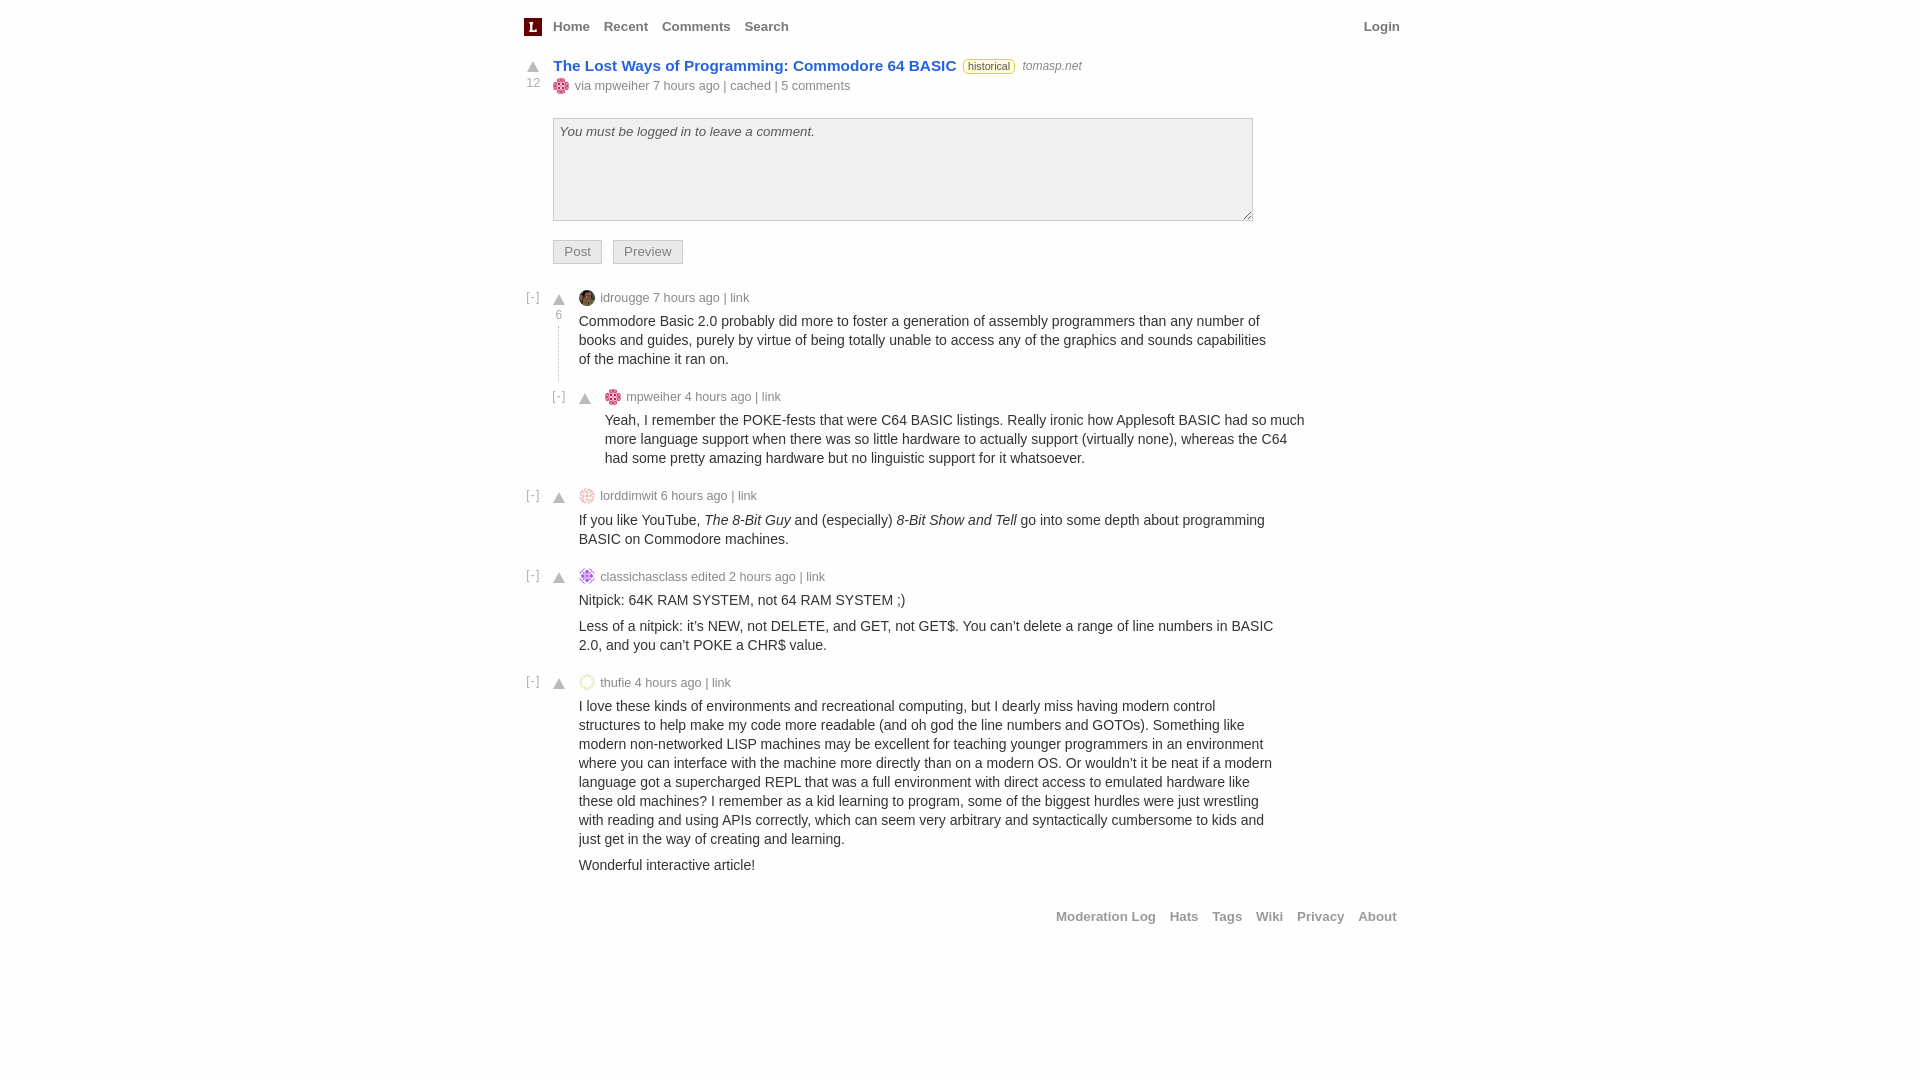 L Home Recent Comments Search Login
The Lost Ways of Programming: Commodore 64 BASIC historical tomasp.net
12 via mpweiher 7 hours ago | cached | 5 comments
You must be logged in to leave a comment.
Post Preview
[-] idrougge 7 hours ago | link
6
Commodore Basic 2.0 probably did more to foster a generation of assembly programmers than any number of
books and guides, purely by virtue of being totally unable to access any of the graphics and sounds capabilities
of the machine it ran on.
[-] mpweiher 4 hours ago | link
Yeah, I remember the POKE-fests that were C64 BASIC listings. Really ironic how Applesoft BASIC had so much
more language support when there was so little hardware to actually support (virtually none), whereas the C64
had some pretty amazing hardware but no linguistic support for it whatsoever.
[-] lorddimwit 6 hours ago | link
If you like YouTube, The 8-Bit Guy and (especially) 8-Bit Show and Tell go into some depth about programming
BASIC on Commodore machines.
[-] classichasclass edited 2 hours ago | link
Nitpick: 64K RAM SYSTEM, not 64 RAM SYSTEM ;)
Less of a nitpick: it’s NEW, not DELETE, and GET, not GET$. You can’t delete a range of line numbers in BASIC
2.0, and you can’t POKE a CHR$ value.
[-] thufie 4 hours ago | link
I love these kinds of environments and recreational computing, but I dearly miss having modern control
structures to help make my code more readable (and oh god the line numbers and GOTOs). Something like
modern non-networked LISP machines may be excellent for teaching younger programmers in an environment
where you can interface with the machine more directly than on a modern OS. Or wouldn’t it be neat if a modern
language got a supercharged REPL that was a full environment with direct access to emulated hardware like
these old machines? I remember as a kid learning to program, some of the biggest hurdles were just wrestling
with reading and using APIs correctly, which can seem very arbitrary and syntactically cumbersome to kids and
just get in the way of creating and learning.
Wonderful interactive article!
Moderation Log Hats Tags Wiki Privacy About